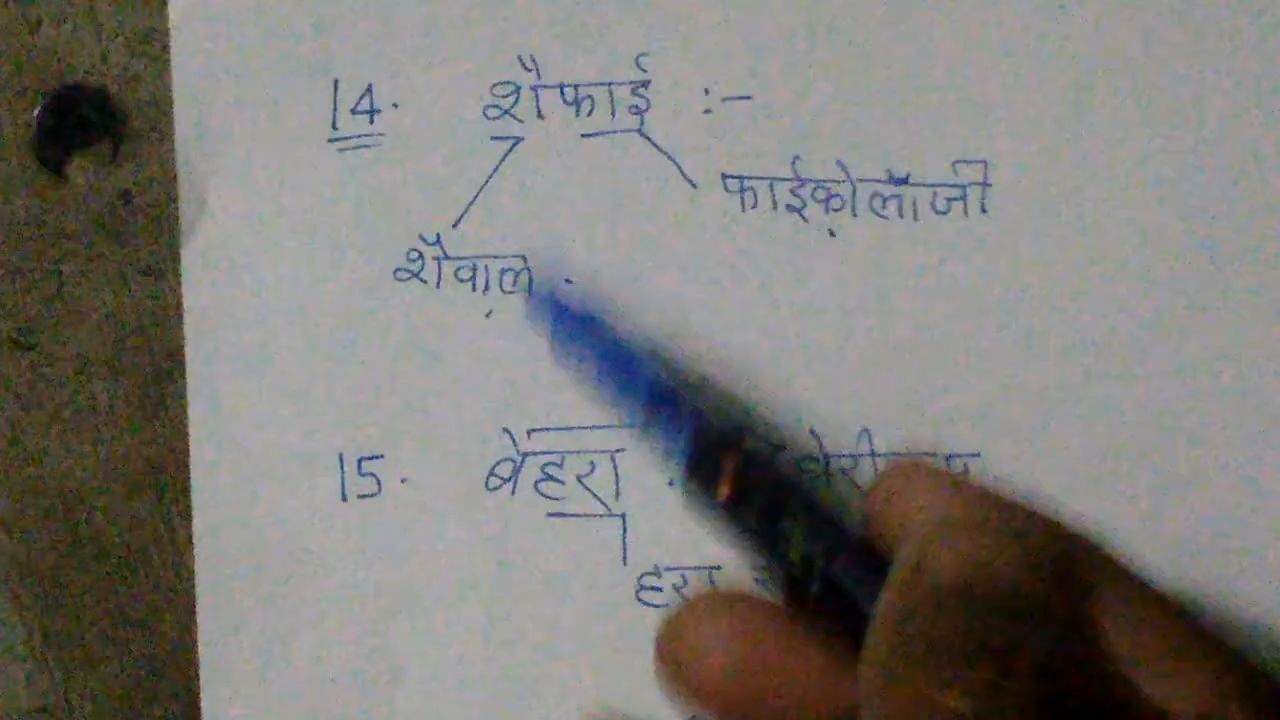 14. शैफाई :-
फाईकोलॉजी
शैवाल .
15. बेहरा
हरा